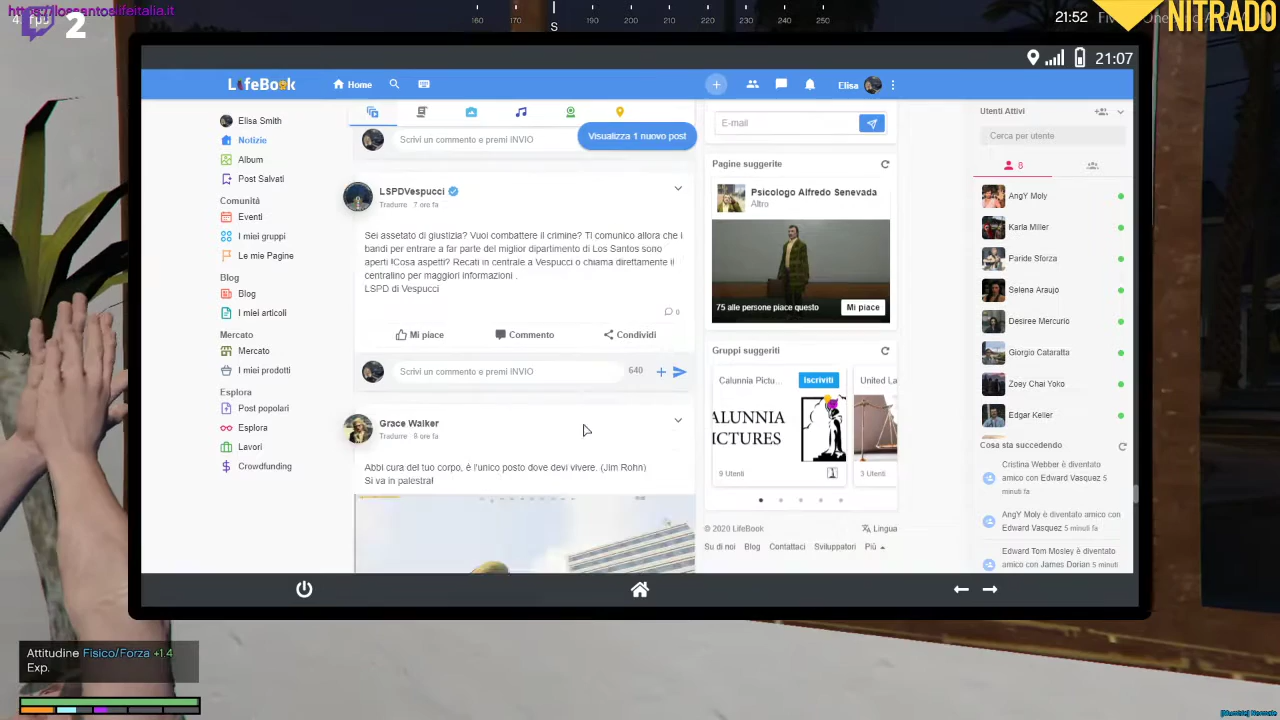 https://lossantoslifeitalia.it
2
160 170 190 200 210 220 230 240 250
S
21:52
NITRADO
21:07
LifeBook
Home
Elisa
Elisa Smith
Notizie
Album
Post Salvati
Comunità
Eventi
I miei gruppi
Le mie Pagine
Blog
Blog
I miei articoli
Mercato
Mercato
I miei prodotti
Esplora
Post popolari
Esplora
Lavori
Crowdfunding
Scrivi un commento e premi INVIO
Visualizza 1 nuovo post
LSPDVespucci
Tradurre 7 ore fa
Sei assetato di giustizia? Vuoi combattere il crimine? Ti comunico allora che i
bandi per entrare a far parte del miglior dipartimento di Los Santos sono
aperti !Cosa aspetti? Recati in centrale a Vespucci o chiama direttamente il
centralino per maggiori informazioni .
LSPD di Vespucci
0
Mi piace Commento Condividi
Scrivi un commento e premi INVIO 640
Grace Walker
Tradurre 8 ore fa
Abbi cura del tuo corpo, è l'unico posto dove devi vivere. (Jim Rohn)
Si va in palestra!
E-mail
Pagine suggerite
Psicologo Alfredo Senevada
Altro
75 alle persone piace questo Mi piace
Gruppi suggeriti
Calunnia Pictu... Iscriviti
United La
ALUNNIA
ICTURES
9 Utenti
3 Utenti
© 2020 LifeBook Lingua
Su di noi Blog Contattaci Sviluppatori Più
Utenti Attivi
Cerca per utente
8
AngY Moly
Karla Miller
Paride Sforza
Selena Araujo
Desiree Mercurio
Giorgio Cataratta
Zoey Chai Yoko
Edgar Keller
Cosa sta succedendo
Cristina Webber è diventato
amico con Edward Vasquez 5
minuti fa
AngY Moly è diventato amico con
Edward Vasquez 5 minuti fa
Edward Tom Mosley è diventato
amico con James Dorian 5 minuti
Attitudine Fisico/Forza +1.4
Exp.